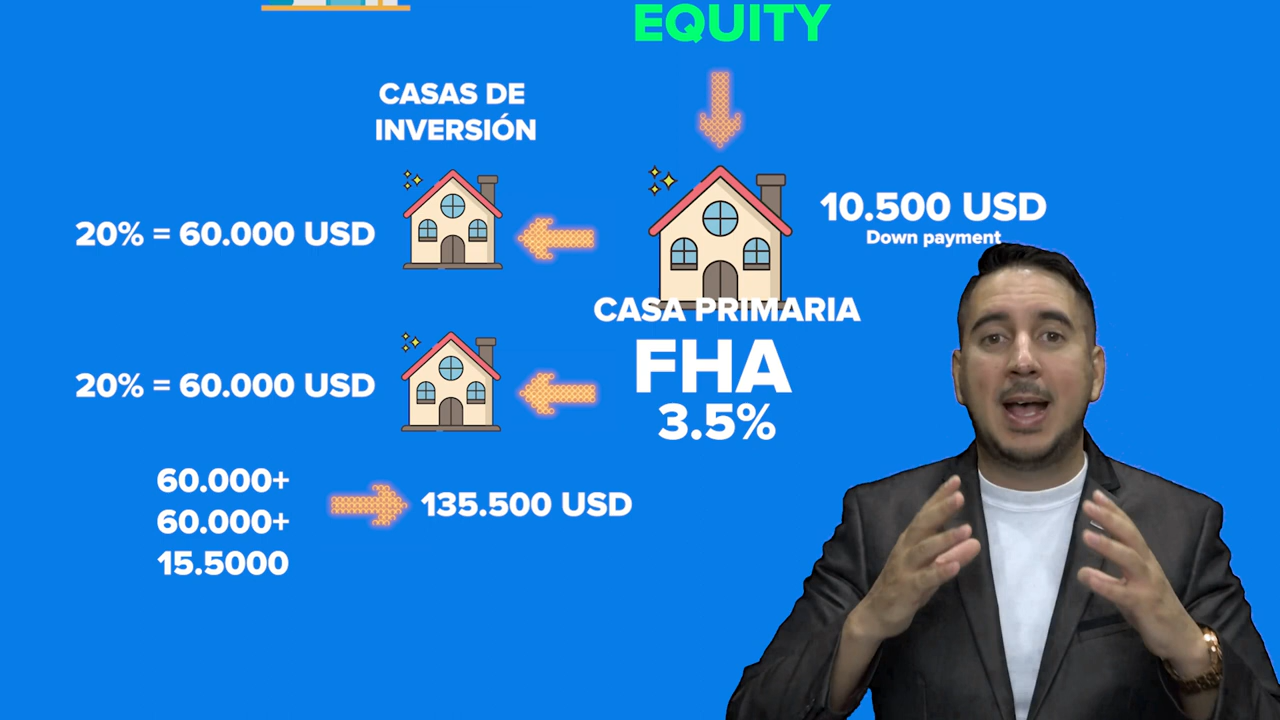 EQUITY
CASAS DE
INVERSIÓN
20% = 60.000 USD
10.500 USD
Down payment
CASA PRIMARIA
FHA
3.5%
20% = 60.000 USD
60.000+
60.000+
15.5000
135.500 USD